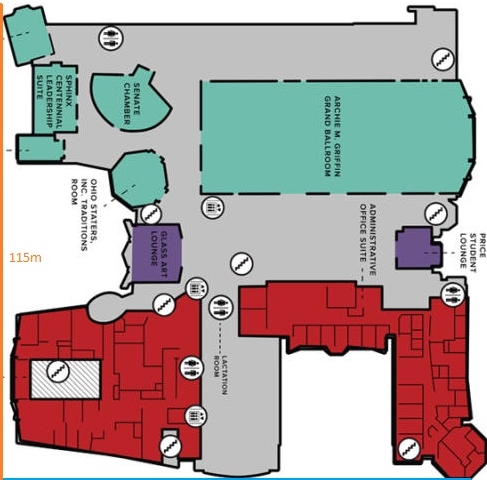 SPHINX
CENTENNIAL
LEADERSHIP
SUITE
SENATE
CHAMBER
ARCHIE M. GRIFFIN
GRAND BALLROOM
OHIO STATERS,
INC. TRADITIONS
ROOM
GLASS ART
LOUNGE
ADMINISTRATIVE
OFFICE SUITE
PRICE
STUDENT
LOUNGE
115m
LACTATION
ROOM